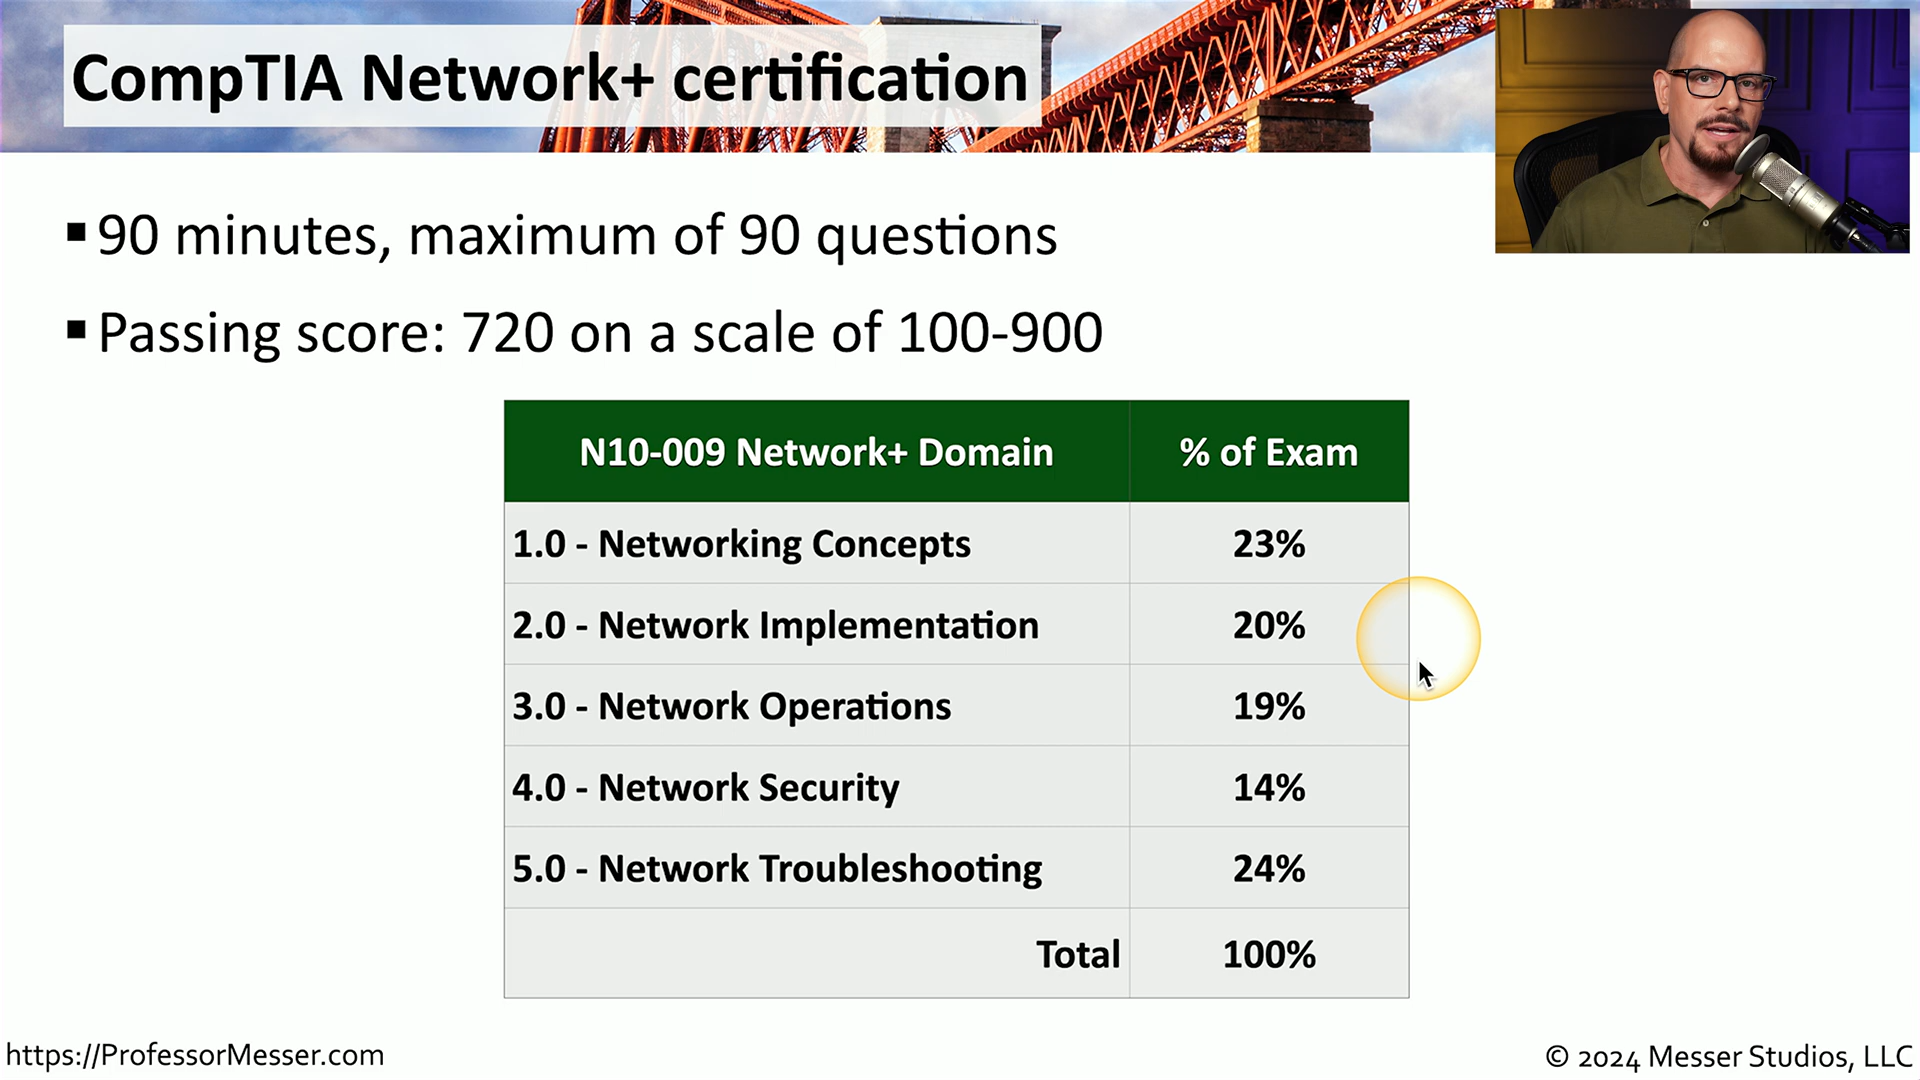 CompTIA Network+ certification
▪ 90 minutes, maximum of 90 questions
▪ Passing score: 720 on a scale of 100-900
N10-009 Network+ Domain % of Exam
1.0 - Networking Concepts 23%
2.0 - Network Implementation 20%
3.0 - Network Operations 19%
4.0 - Network Security 14%
5.0 - Network Troubleshooting 24%
Total 100%
https://ProfessorMesser.com © 2024 Messer Studios, LLC